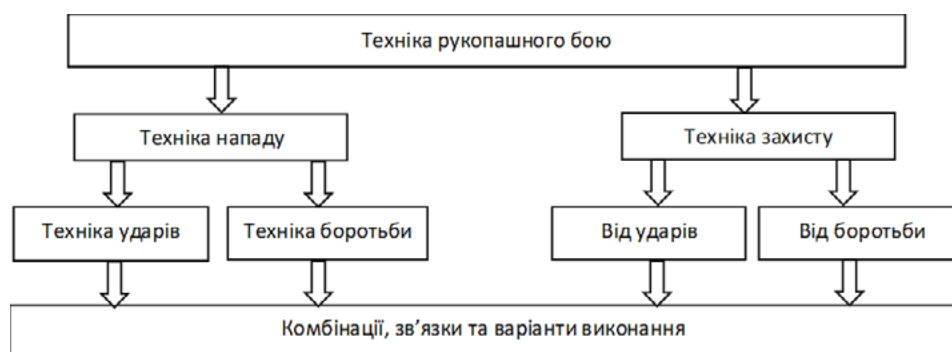 Техніка рукопашного бою
Техніка нападу
Техніка захисту
Техніка ударів
Техніка боротьби
Від ударів
Від боротьби
Комбінації, зв’язки та варіанти виконання